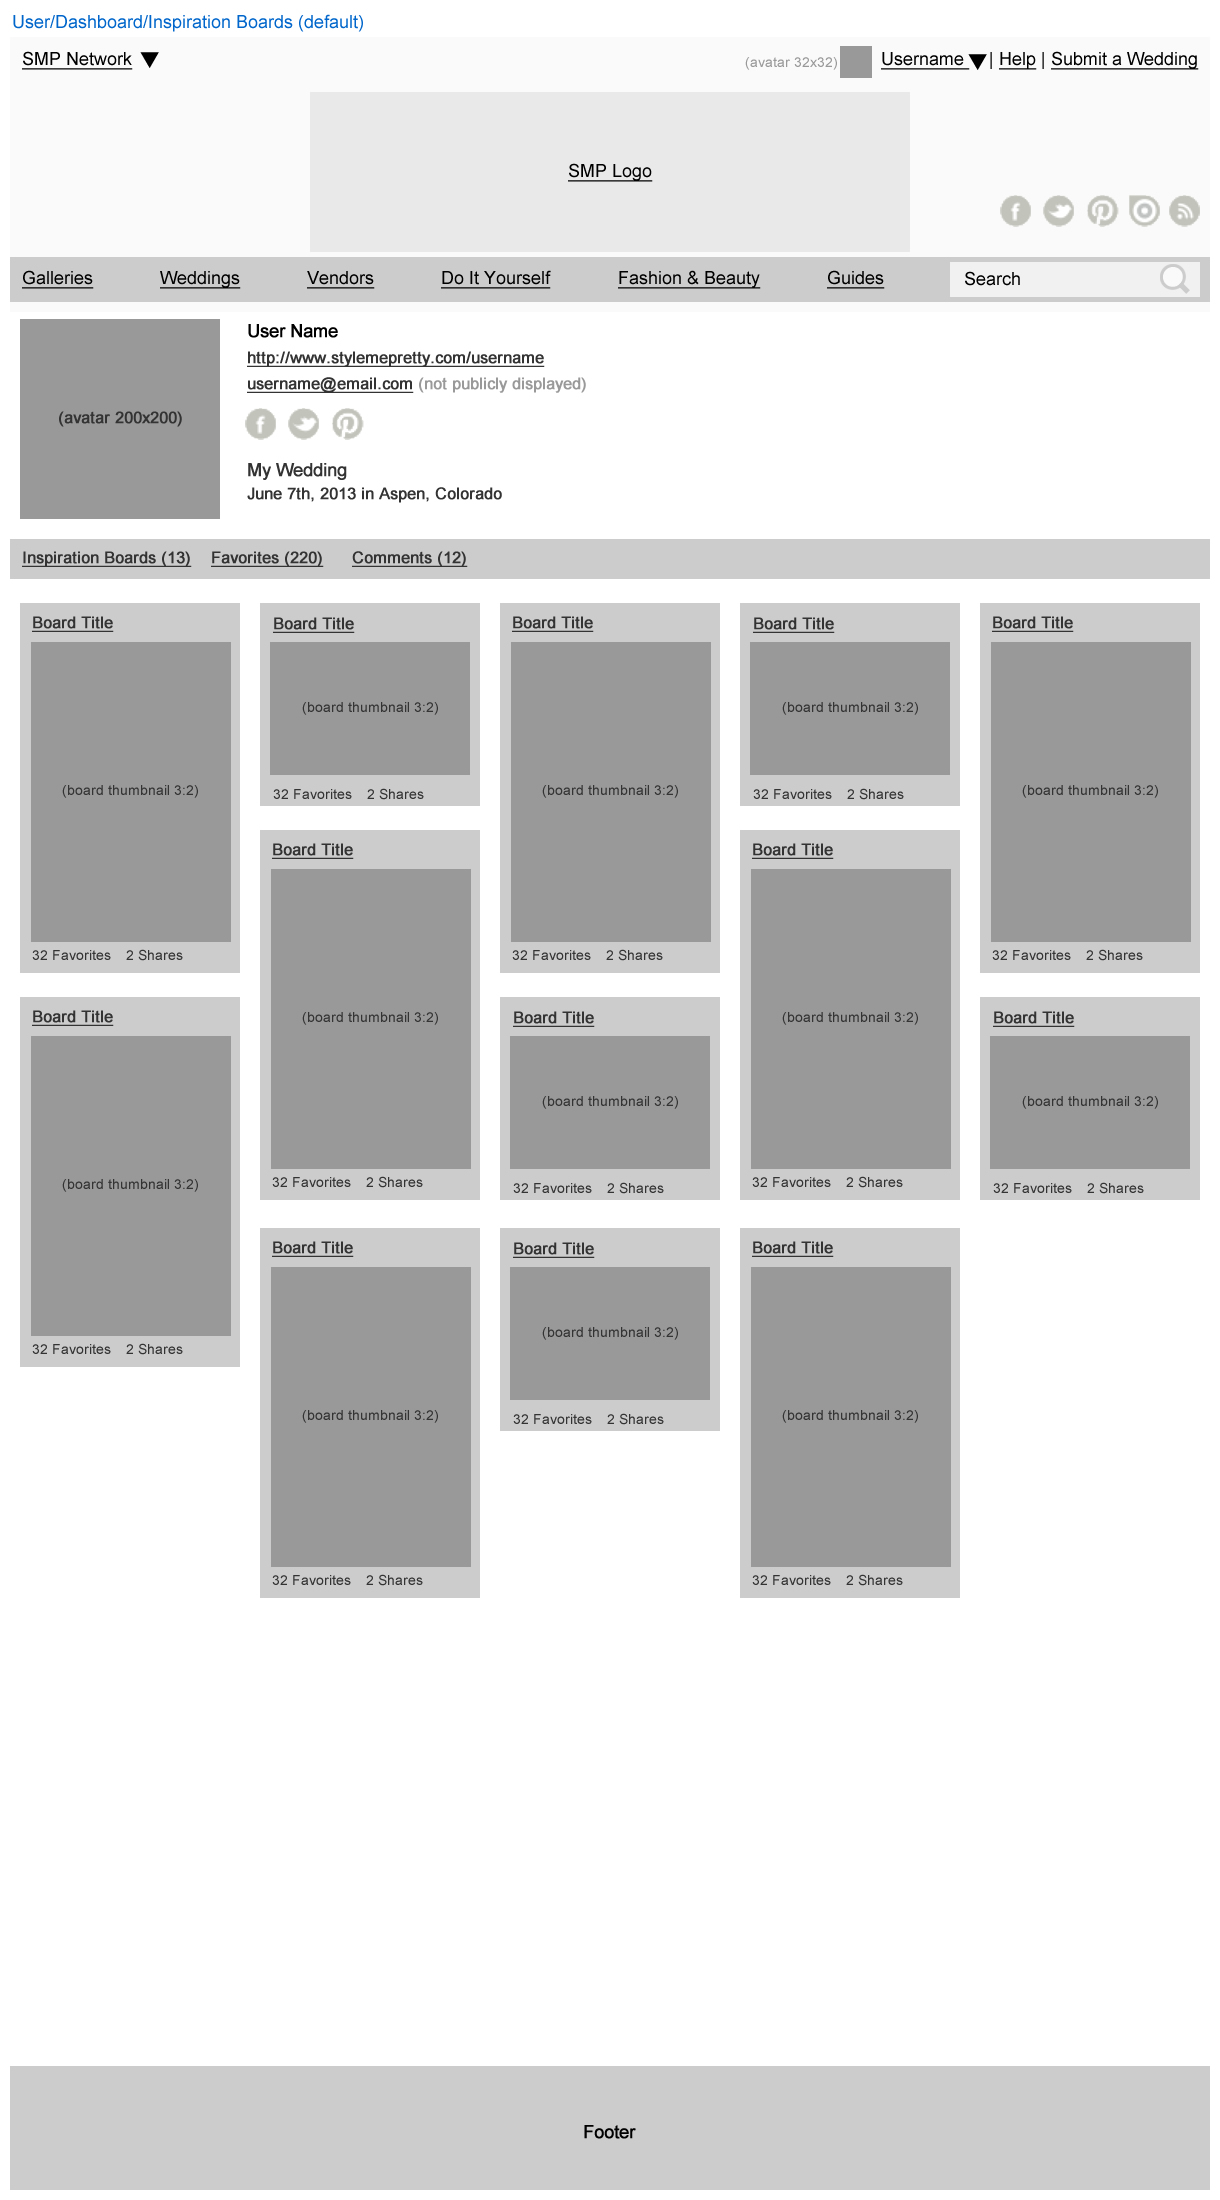 User/Dashboard/Inspiration Boards (default)
SMP Network
(avatar 32x32) Username | Help | Submit a Wedding
SMP Logo
Galleries Weddings Vendors Do It Yourself Fashion & Beauty Guides Search
(avatar 200x200)
User Name
http://www.stylemepretty.com/username
username@email.com (not publicly displayed)
My Wedding
June 7th, 2013 in Aspen, Colorado
Inspiration Boards (13) Favorites (220) Comments (12)
Board Title
(board thumbnail 3:2)
32 Favorites 2 Shares
Board Title
(board thumbnail 3:2)
32 Favorites 2 Shares
Board Title
(board thumbnail 3:2)
32 Favorites 2 Shares
Board Title
(board thumbnail 3:2)
32 Favorites 2 Shares
Board Title
(board thumbnail 3:2)
32 Favorites 2 Shares
Board Title
(board thumbnail 3:2)
32 Favorites 2 Shares
Board Title
(board thumbnail 3:2)
32 Favorites 2 Shares
Board Title
(board thumbnail 3:2)
32 Favorites 2 Shares
Board Title
(board thumbnail 3:2)
32 Favorites 2 Shares
Board Title
(board thumbnail 3:2)
32 Favorites 2 Shares
Board Title
(board thumbnail 3:2)
32 Favorites 2 Shares
Board Title
(board thumbnail 3:2)
32 Favorites 2 Shares
Board Title
(board thumbnail 3:2)
32 Favorites 2 Shares
Footer